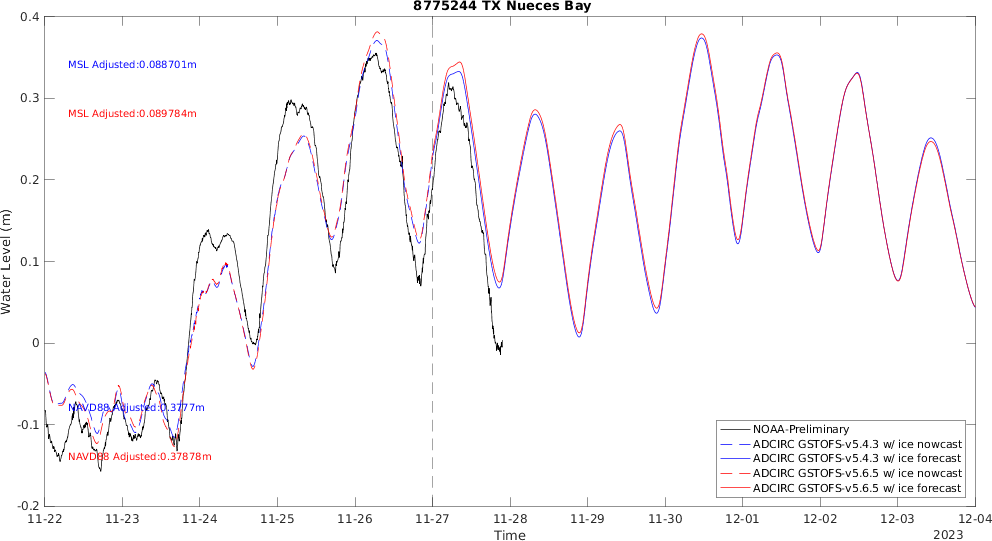 8775244 TX Nueces Bay
0.4
0.3
0.2
0.1
0
-0.1
-0.2
Water Level (m)
MSL Adjusted:0.088701m
MSL Adjusted:0.089784m
NAVD88 Adjusted:0.3777m
NAVD88 Adjusted:0.37878m
NOAA-Preliminary
ADCIRC GSTOFS-v5.4.3 w/ ice nowcast
ADCIRC GSTOFS-v5.4.3 w/ ice forecast
ADCIRC GSTOFS-v5.6.5 w/ ice nowcast
ADCIRC GSTOFS-v5.6.5 w/ ice forecast
11-22 11-23 11-24 11-25 11-26 11-27 11-28 11-29 11-30 12-01 12-02 12-03 12-04
Time
2023